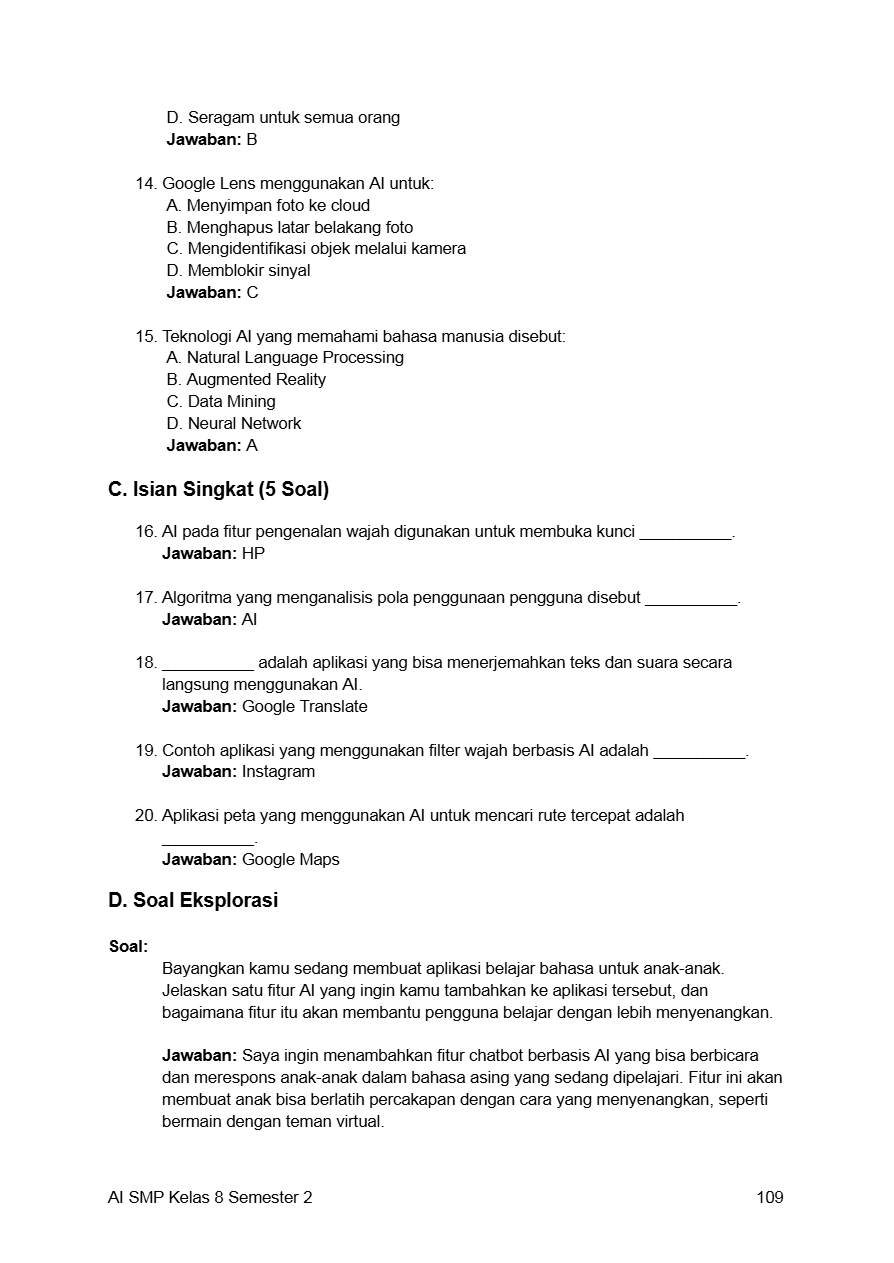 D. Seragam untuk semua orang
Jawaban: B
14. Google Lens menggunakan AI untuk:
A. Menyimpan foto ke cloud
B. Menghapus latar belakang foto
C. Mengidentifikasi objek melalui kamera
D. Memblokir sinyal
Jawaban: C
15. Teknologi AI yang memahami bahasa manusia disebut:
A. Natural Language Processing
B. Augmented Reality
C. Data Mining
D. Neural Network
Jawaban: A
C. Isian Singkat (5 Soal)
16. AI pada fitur pengenalan wajah digunakan untuk membuka kunci __________.
Jawaban: HP
17. Algoritma yang menganalisis pola penggunaan pengguna disebut __________.
Jawaban: AI
18. __________ adalah aplikasi yang bisa menerjemahkan teks dan suara secara
langsung menggunakan AI.
Jawaban: Google Translate
19. Contoh aplikasi yang menggunakan filter wajah berbasis AI adalah __________.
Jawaban: Instagram
20. Aplikasi peta yang menggunakan AI untuk mencari rute tercepat adalah
__________.
Jawaban: Google Maps
D. Soal Eksplorasi
Soal:
Bayangkan kamu sedang membuat aplikasi belajar bahasa untuk anak-anak.
Jelaskan satu fitur AI yang ingin kamu tambahkan ke aplikasi tersebut, dan
bagaimana fitur itu akan membantu pengguna belajar dengan lebih menyenangkan.
Jawaban: Saya ingin menambahkan fitur chatbot berbasis AI yang bisa berbicara
dan merespons anak-anak dalam bahasa asing yang sedang dipelajari. Fitur ini akan
membuat anak bisa berlatih percakapan dengan cara yang menyenangkan, seperti
bermain dengan teman virtual.
AI SMP Kelas 8 Semester 2 109